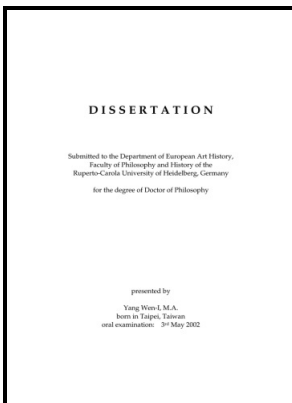 DISSERTATION
Submitted to the Department of European Art History,
Faculty of Philosophy and History of the
Ruperto-Carola University of Heidelberg, Germany
for the degree of Doctor of Philosophy
presented by
Yang Wen-I, M.A.
born in Taipei, Taiwan
oral examination: 3rd May 2002